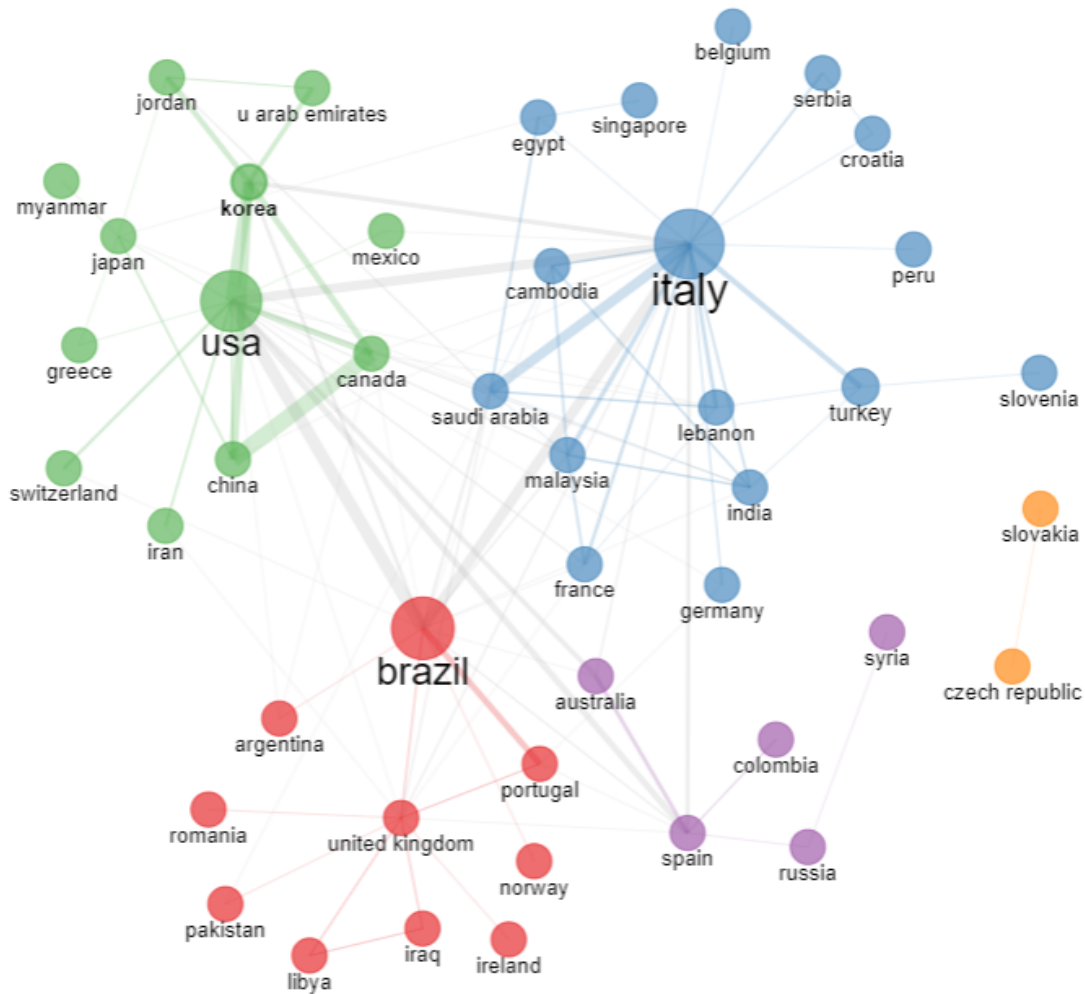 belgium
jordan
serbia
u arab emirates
singapore
egypt
croatia
myanmar
korea
mexico
japan
peru
cambodia
italy
usa
greece
canada
slovenia
saudi arabia
turkey
lebanon
malaysia
china
switzerland
india
slovakia
iran
france
germany
syria
brazil
czech republic
australia
argentina
colombia
portugal
romania
united kingdom
spain
russia
norway
pakistan
iraq
ireland
libya